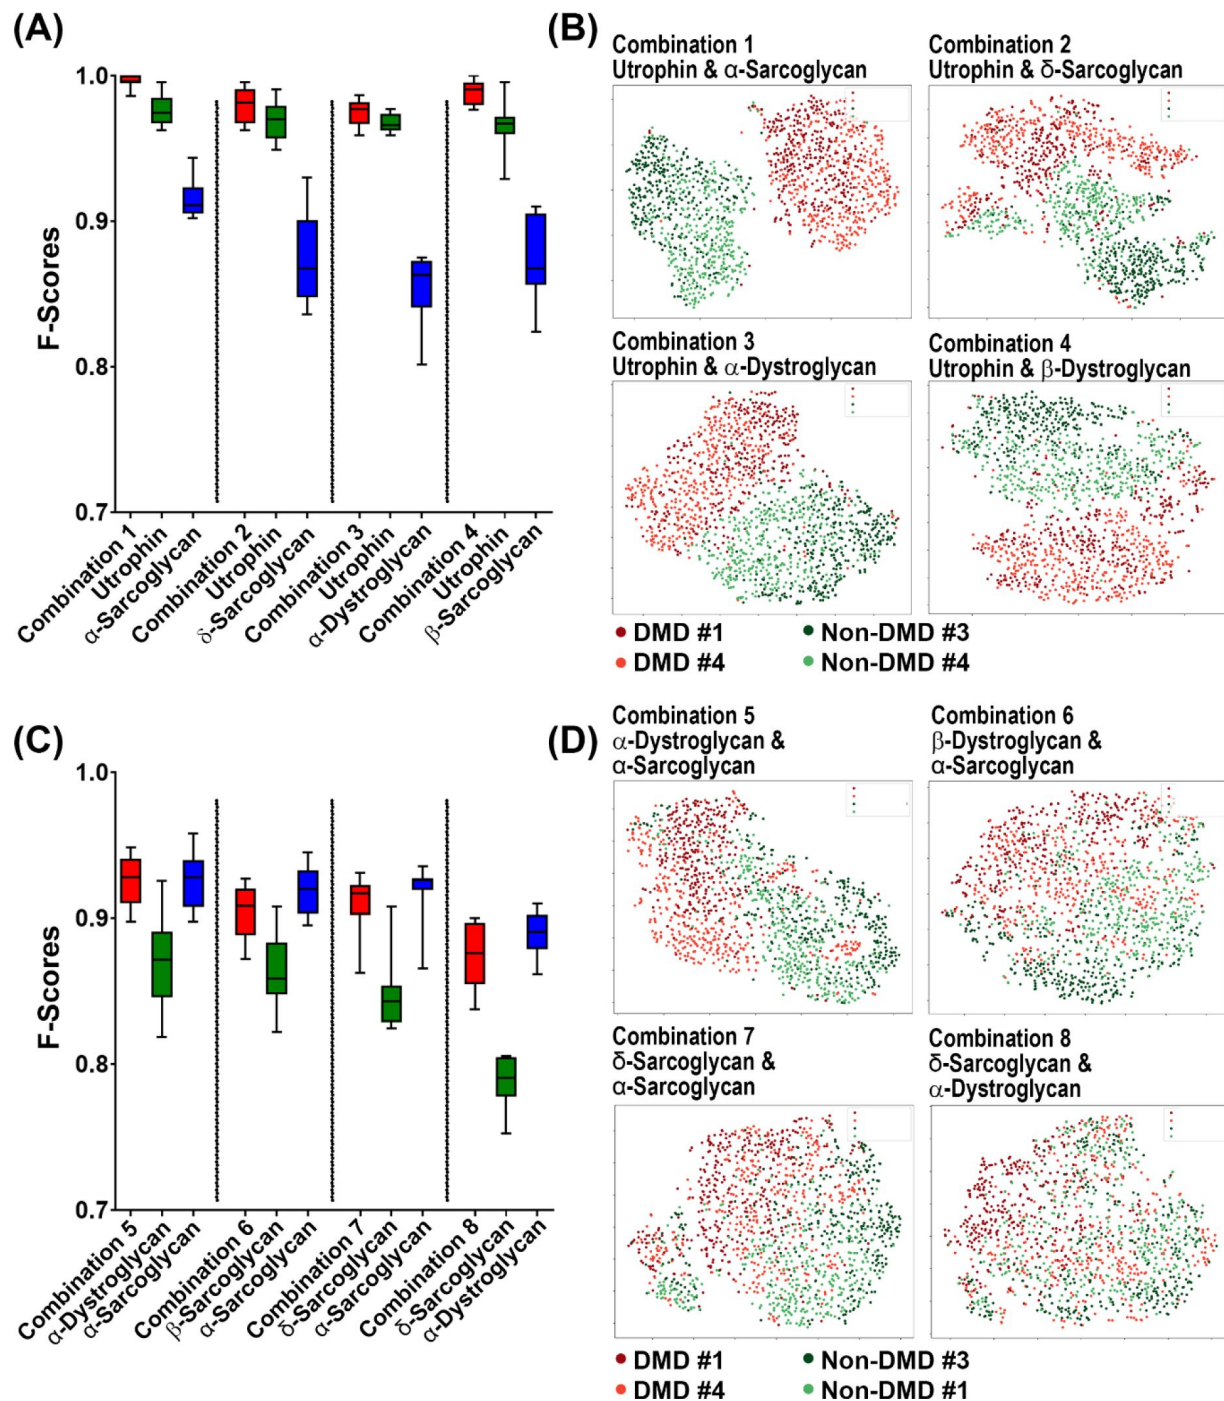 (A)
1.0
0.9
0.8
0.7
F-Scores
Combination 1
Utrophin
α-Sarcoglycan
Combination 2
Utrophin
δ-Sarcoglycan
Combination 3
Utrophin
α-Dystroglycan
Combination 4
Utrophin
β-Sarcoglycan
(B)
Combination 1
Utrophin & α-Sarcoglycan
Combination 2
Utrophin & δ-Sarcoglycan
Combination 3
Utrophin & α-Dystroglycan
Combination 4
Utrophin & β-Dystroglycan
DMD #1
Non-DMD #3
DMD #4
Non-DMD #4
(C)
1.0
0.9
0.8
0.7
F-Scores
Combination 5
α-Dystroglycan
α-Sarcoglycan
Combination 6
β-Sarcoglycan
α-Sarcoglycan
Combination 7
δ-Sarcoglycan
α-Sarcoglycan
Combination 8
δ-Sarcoglycan
α-Dystroglycan
(D)
Combination 5
α-Dystroglycan &
α-Sarcoglycan
Combination 6
β-Dystroglycan &
α-Sarcoglycan
Combination 7
δ-Sarcoglycan &
α-Sarcoglycan
Combination 8
δ-Sarcoglycan &
α-Dystroglycan
DMD #1
Non-DMD #3
DMD #4
Non-DMD #1